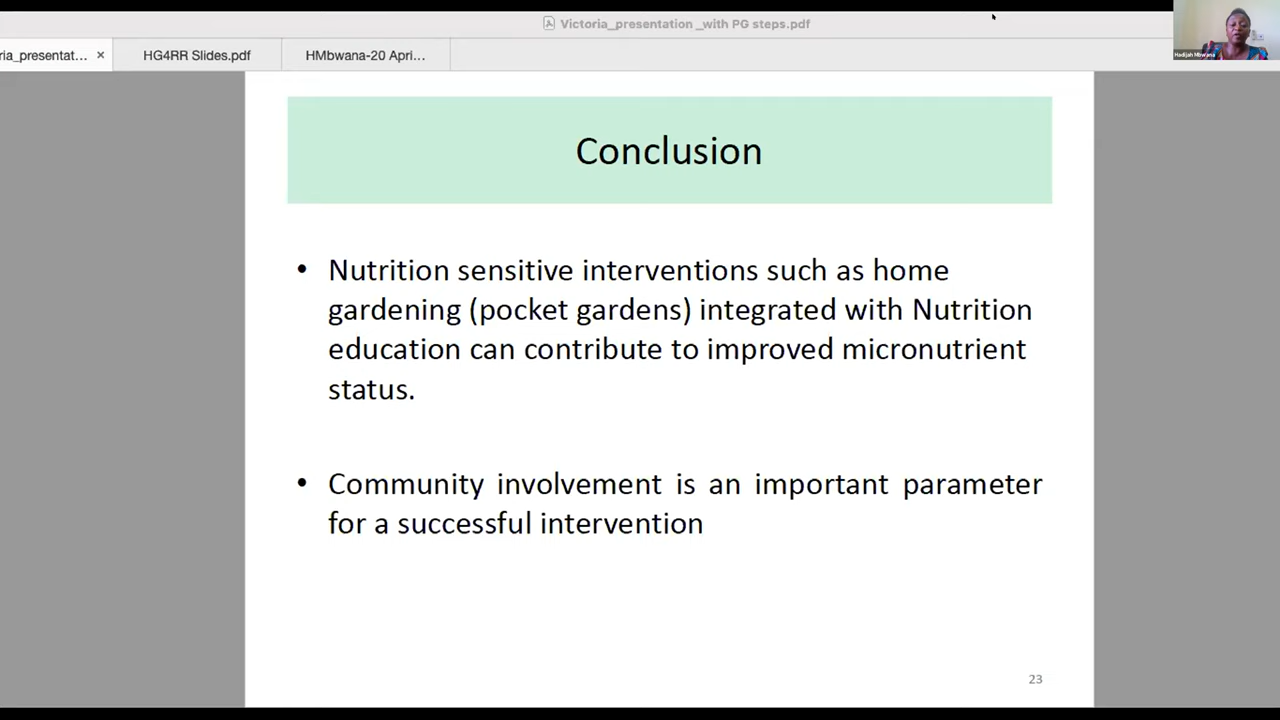 Victoria_presentation _with PG steps.pdf
ria_presentat... ×
HG4RR Slides.pdf
HMbwana-20 Apri...
Hadijah Mbwana
Conclusion
• Nutrition sensitive interventions such as home
gardening (pocket gardens) integrated with Nutrition
education can contribute to improved micronutrient
status.
• Community involvement is an important parameter
for a successful intervention
23